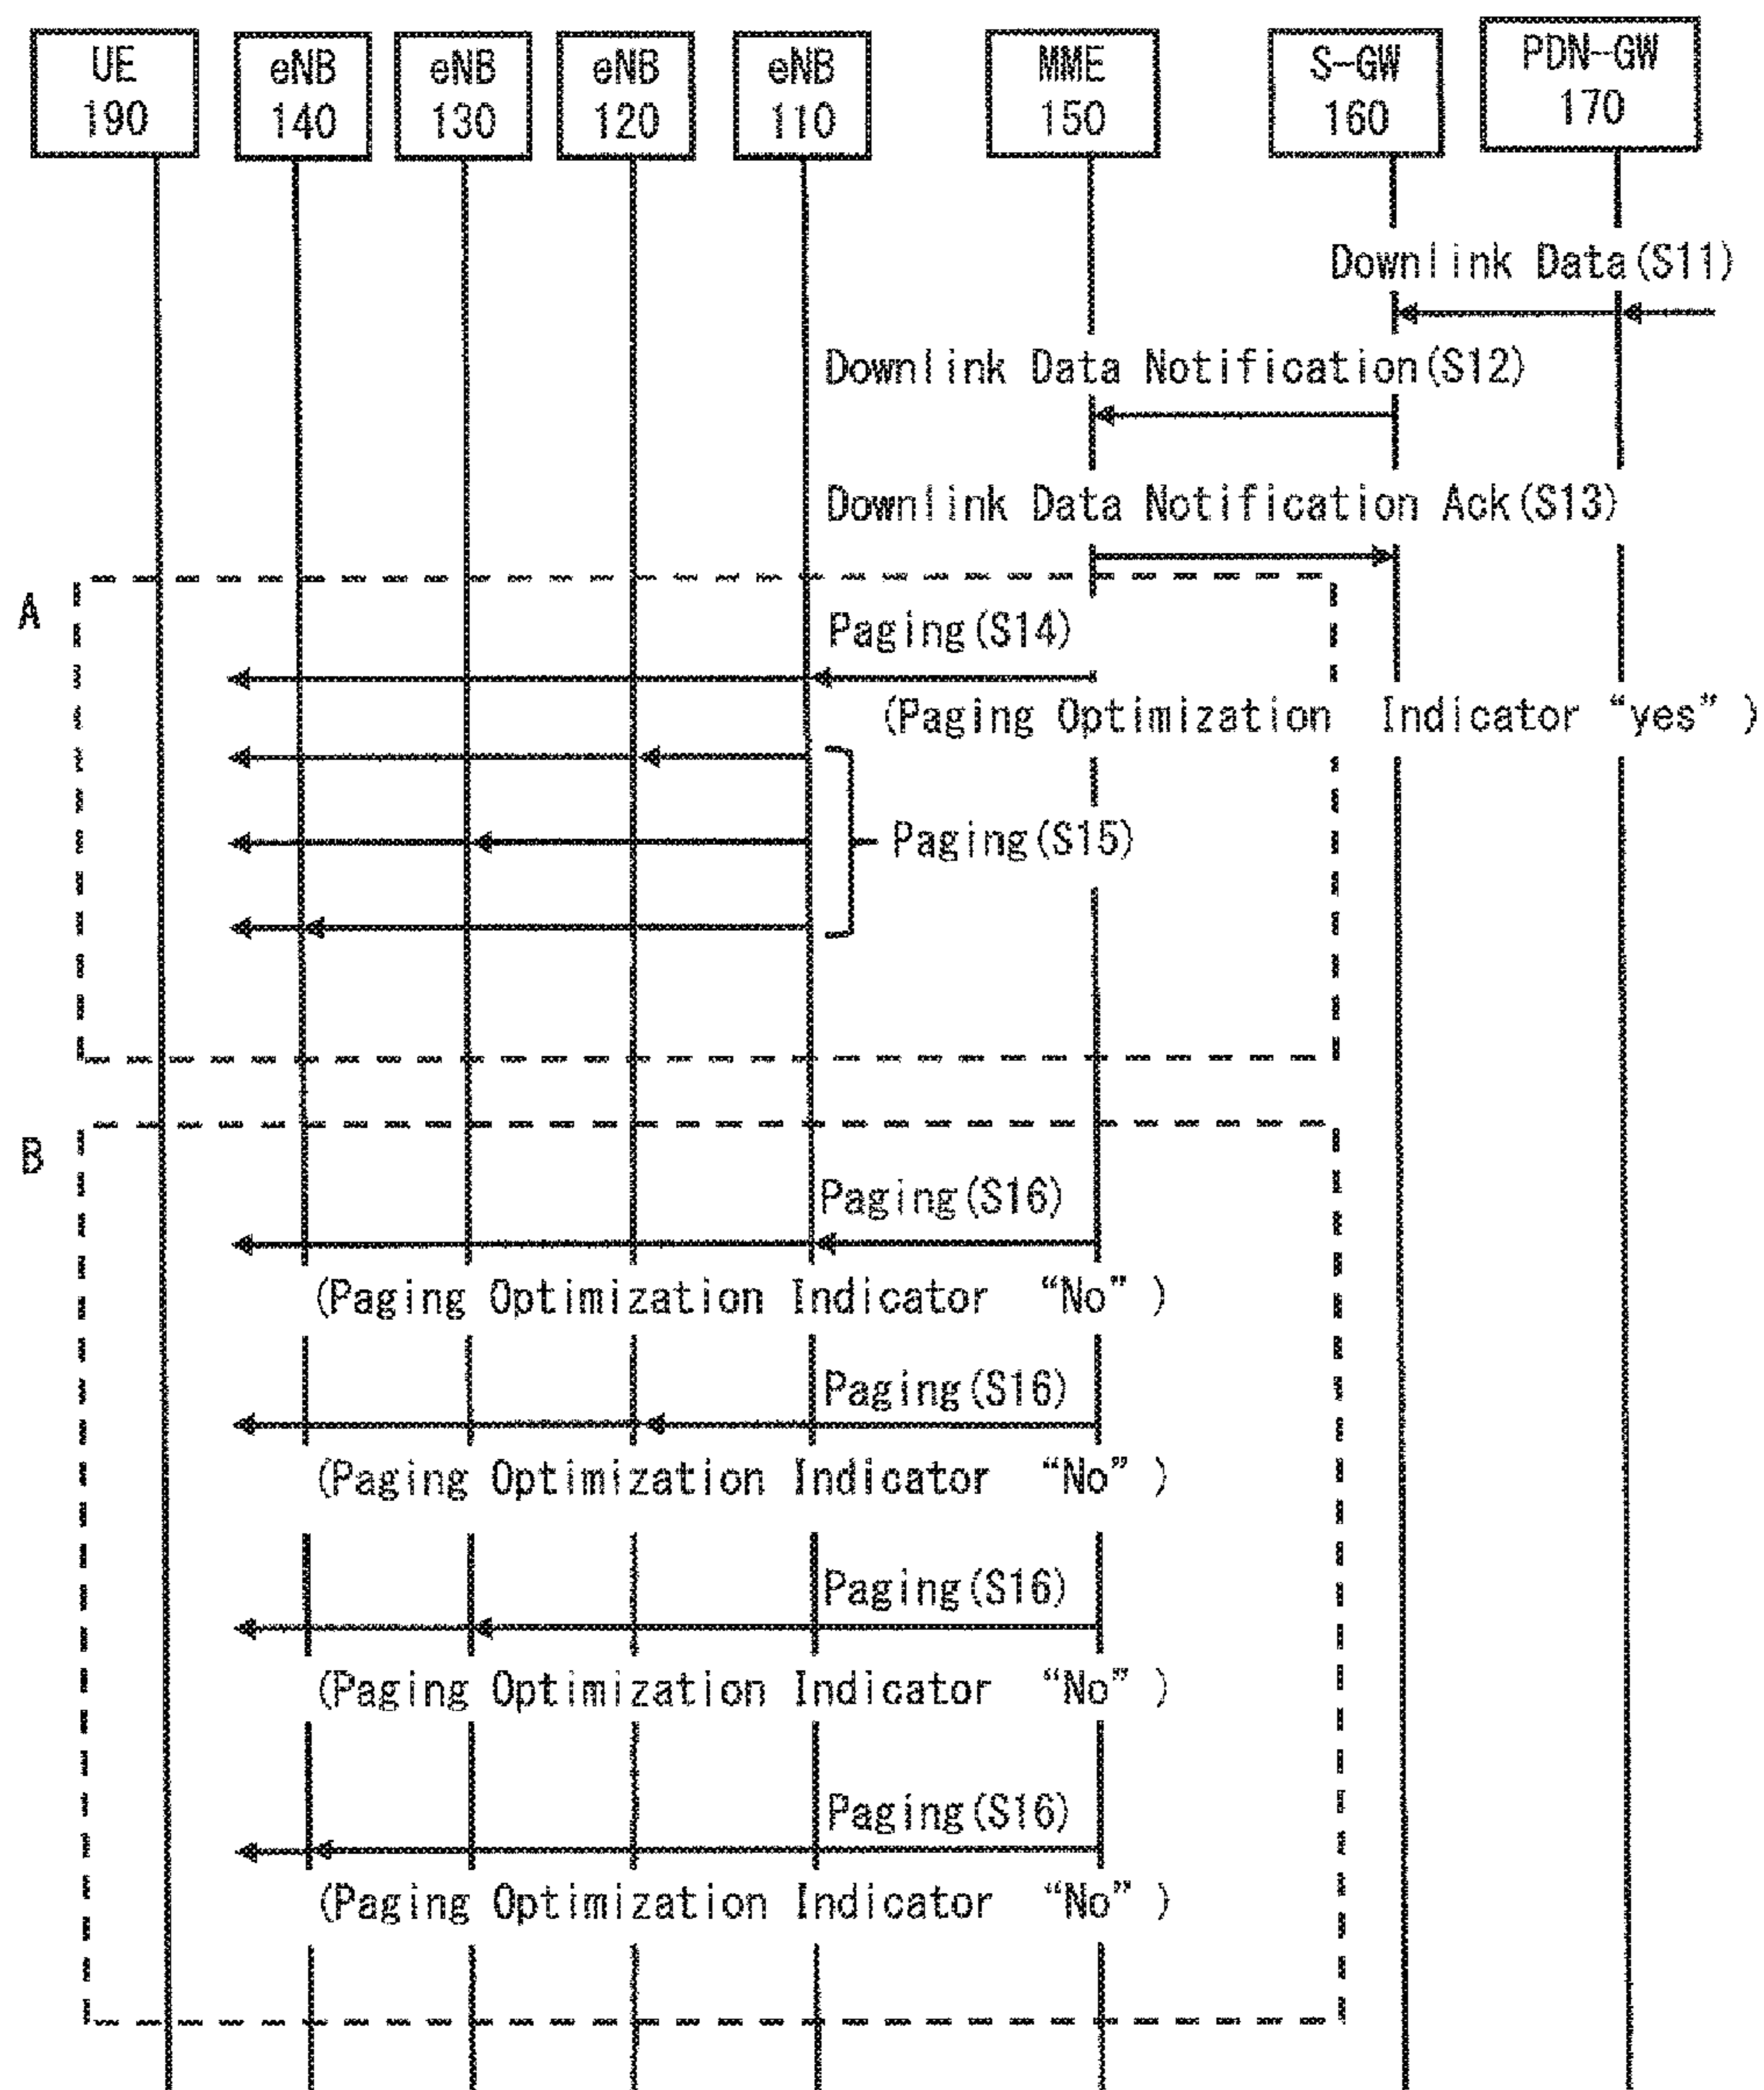 UE
190
eNB
140
eNB
130
eNB
120
eNB
110
MME
150
S-GW
160
PDN-GW
170
Downlink Data(S11)
Downlink Data Notification(S12)
Downlink Data Notification Ack(S13)
A
Paging(S14)
(Paging Optimization Indicator “yes” )
Paging(S15)
B
Paging(S16)
(Paging Optimization Indicator “No” )
Paging(S16)
(Paging Optimization Indicator “No” )
Paging(S16)
(Paging Optimization Indicator “No” )
Paging(S16)
(Paging Optimization Indicator “No” )